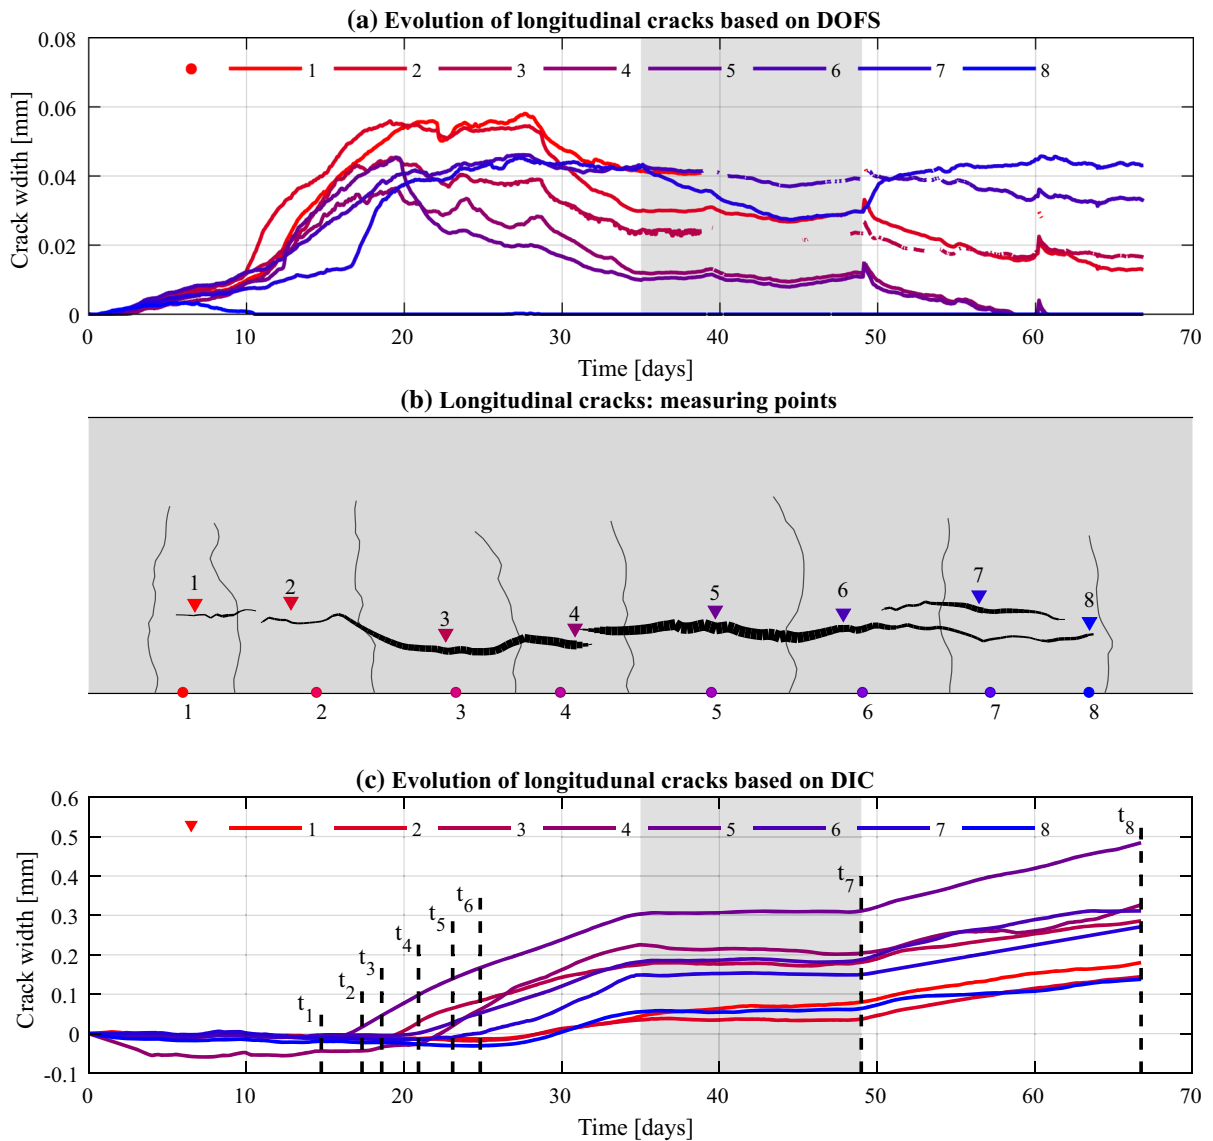 (a) Evolution of longitudinal cracks based on DOFS
Crack wdith [mm]
0.08
0.06
0.04
0.02
0
1 2 3 4 5 6 7 8
0 10 20 30 40 50 60 70
Time [days]
(b) Longitudinal cracks: measuring points
1 2 3 4 5 6 7 8
1 2 3 4 5 6 7 8
(c) Evolution of longitudunal cracks based on DIC
Crack width [mm]
0.6
0.5
0.4
0.3
0.2
0.1
0
-0.1
1 2 3 4 5 6 7 8
t1 t2 t3 t4 t5 t6 t7 t8
0 10 20 30 40 50 60 70
Time [days]